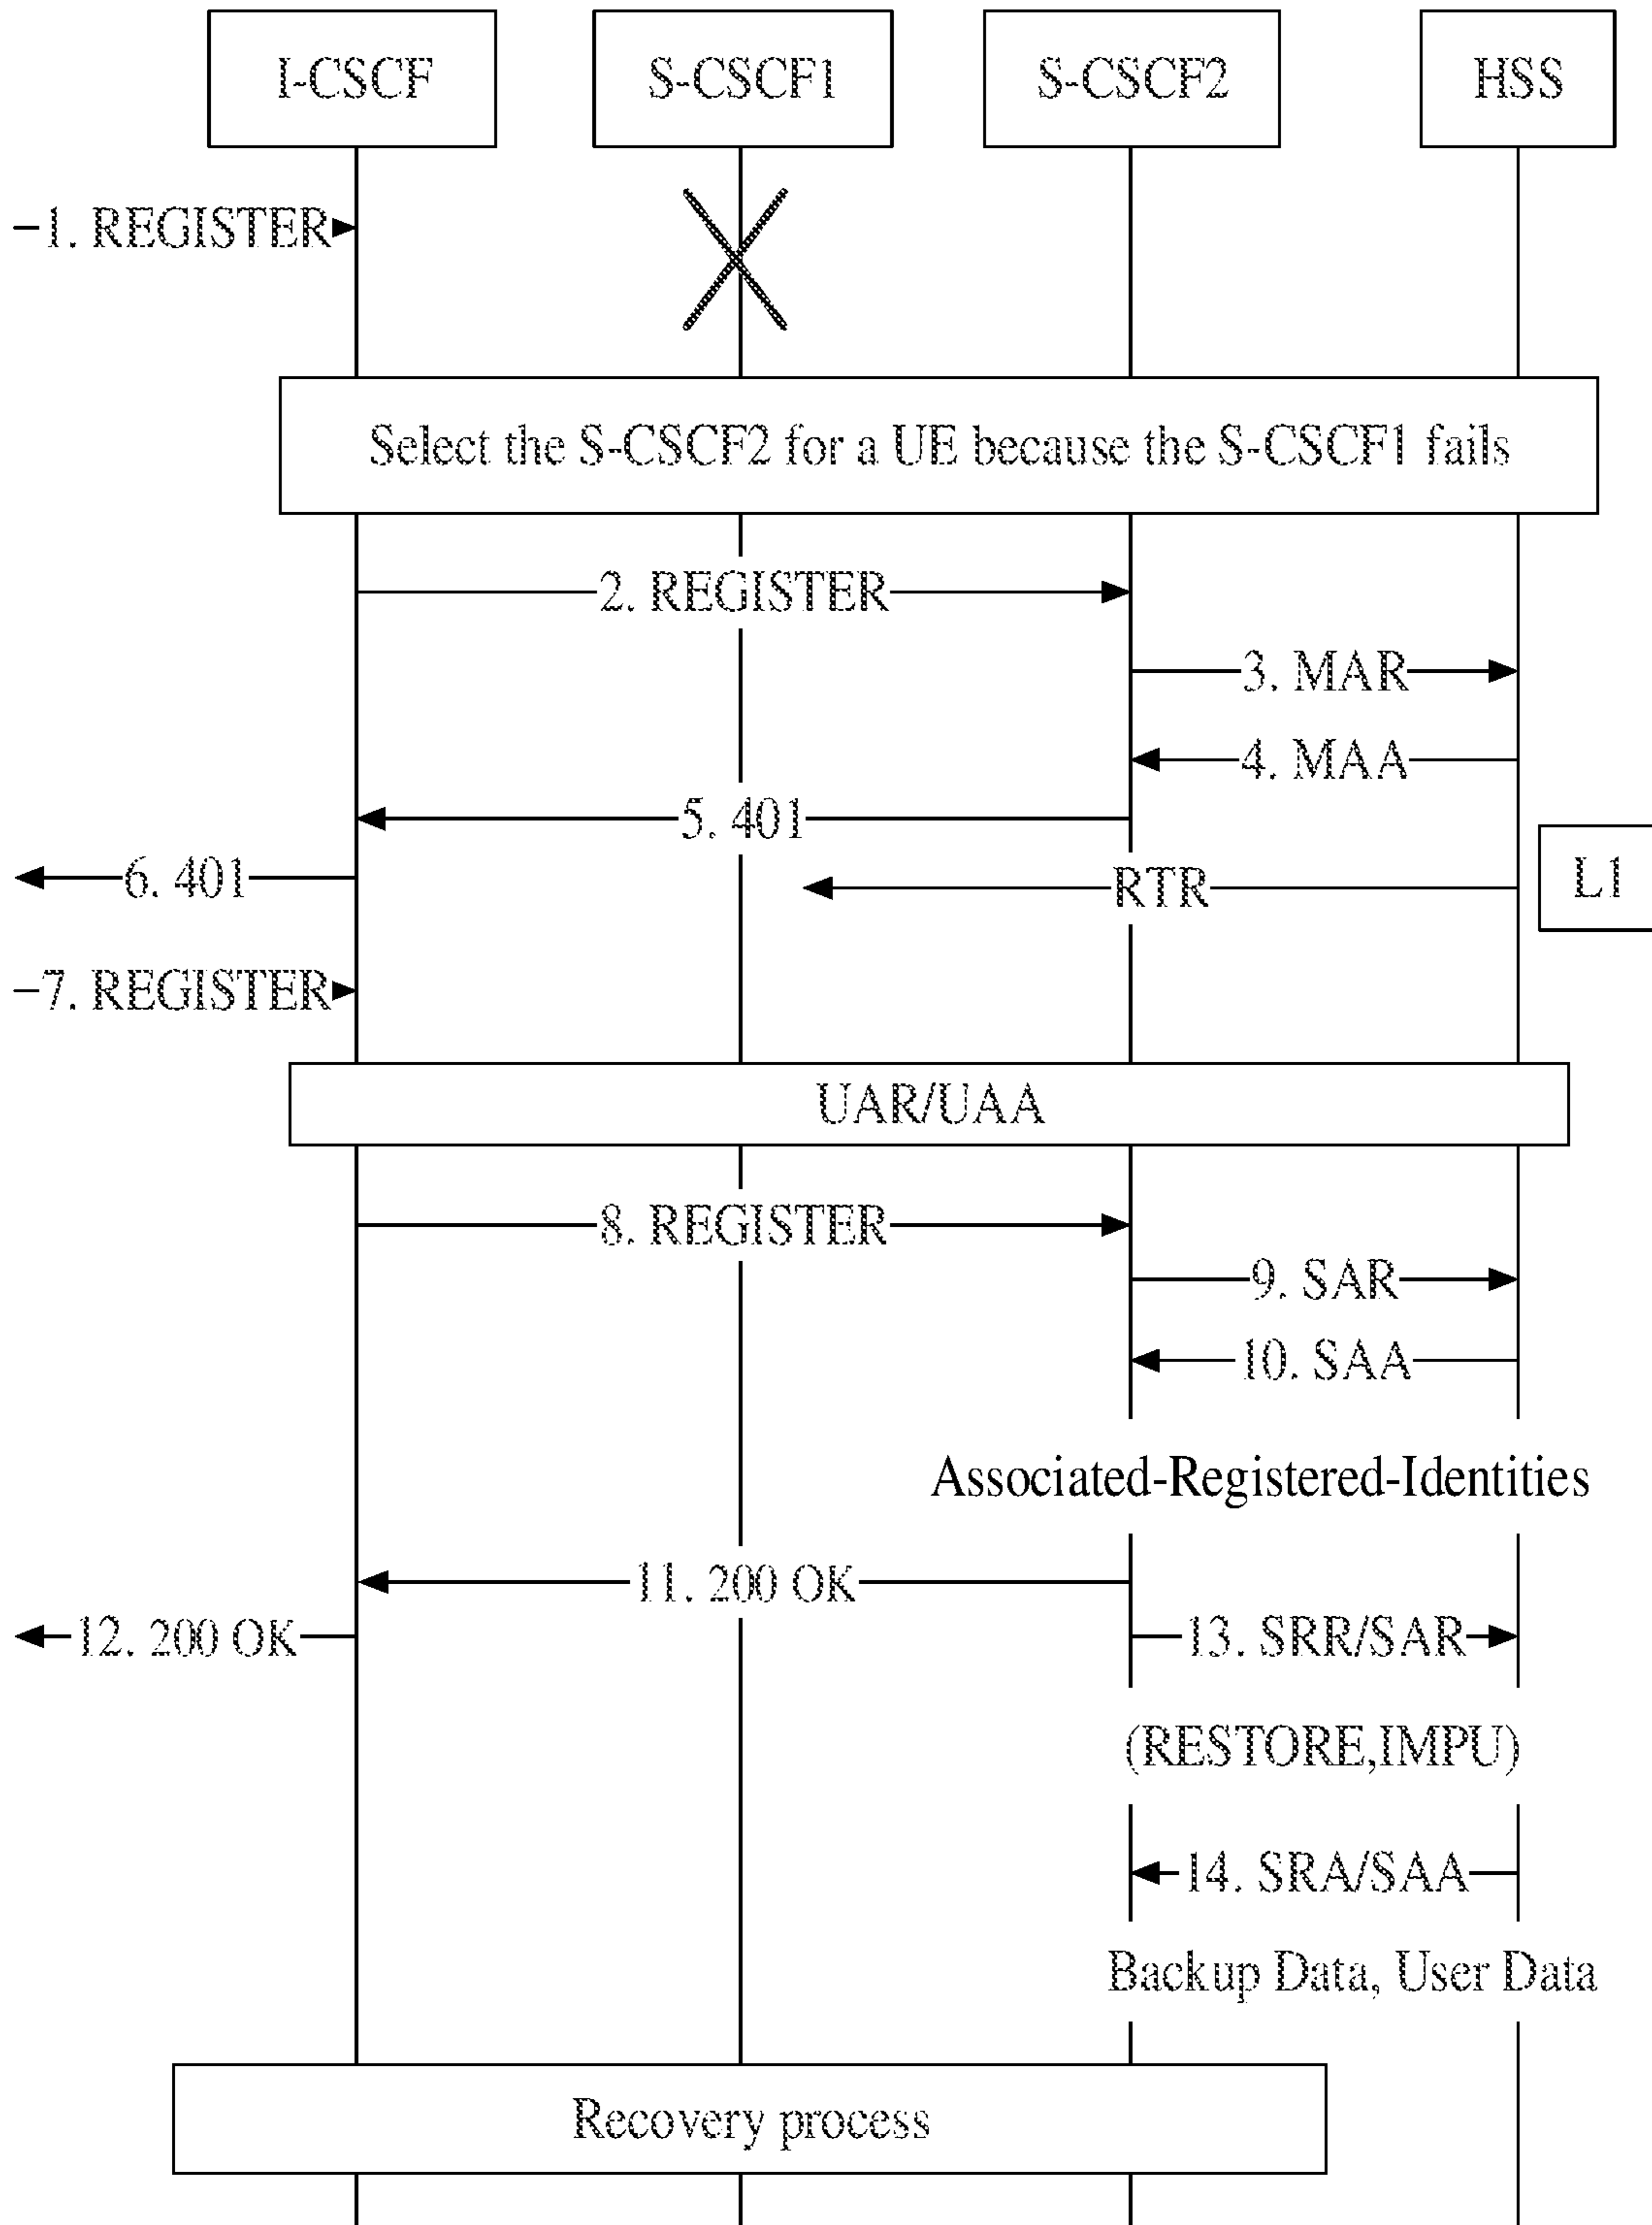 I-CSCF
S-CSCF1
S-CSCF2
HSS
1. REGISTER
Select the S-CSCF2 for a UE because the S-CSCF1 fails
2. REGISTER
3. MAR
4. MAA
5. 401
6. 401
RTR
L1
7. REGISTER
UAR/UAA
8. REGISTER
9. SAR
10. SAA
Associated-Registered-Identities
11. 200 OK
12. 200 OK
13. SRR/SAR
(RESTORE,IMPU)
14. SRA/SAA
Backup Data, User Data
Recovery process